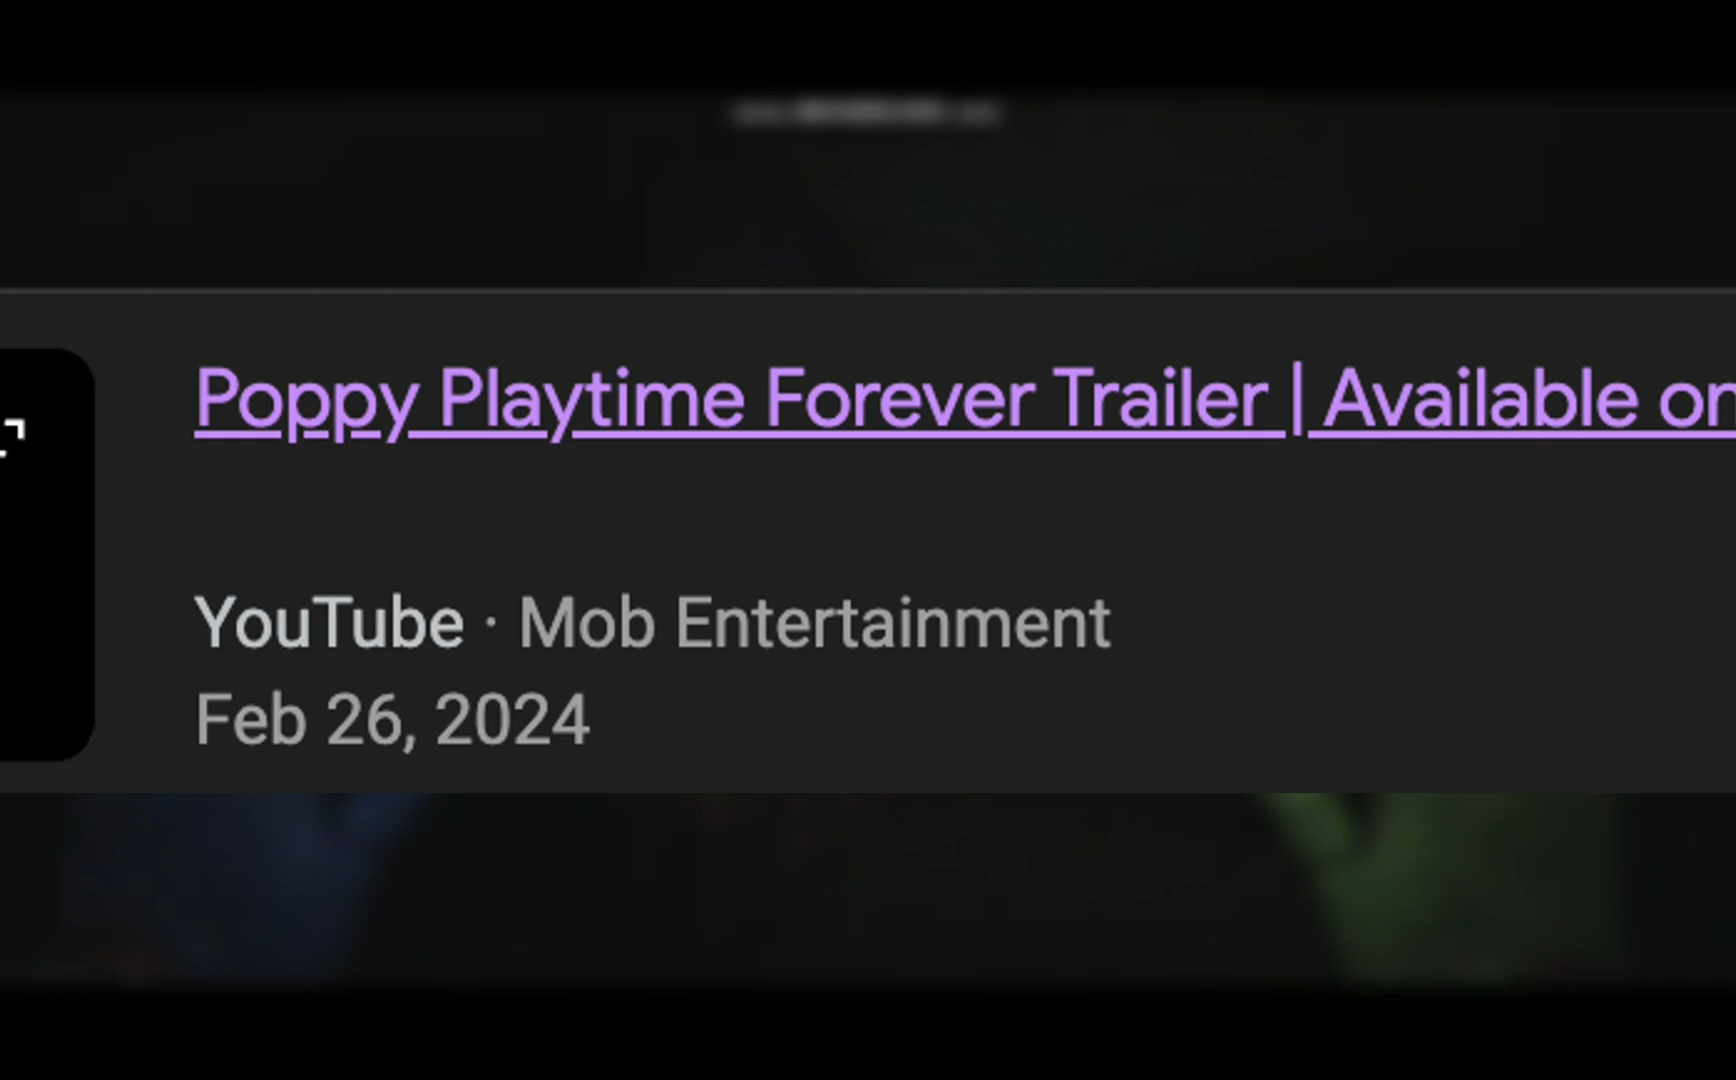 Poppy Playtime Forever Trailer | Available on
YouTube · Mob Entertainment
Feb 26, 2024